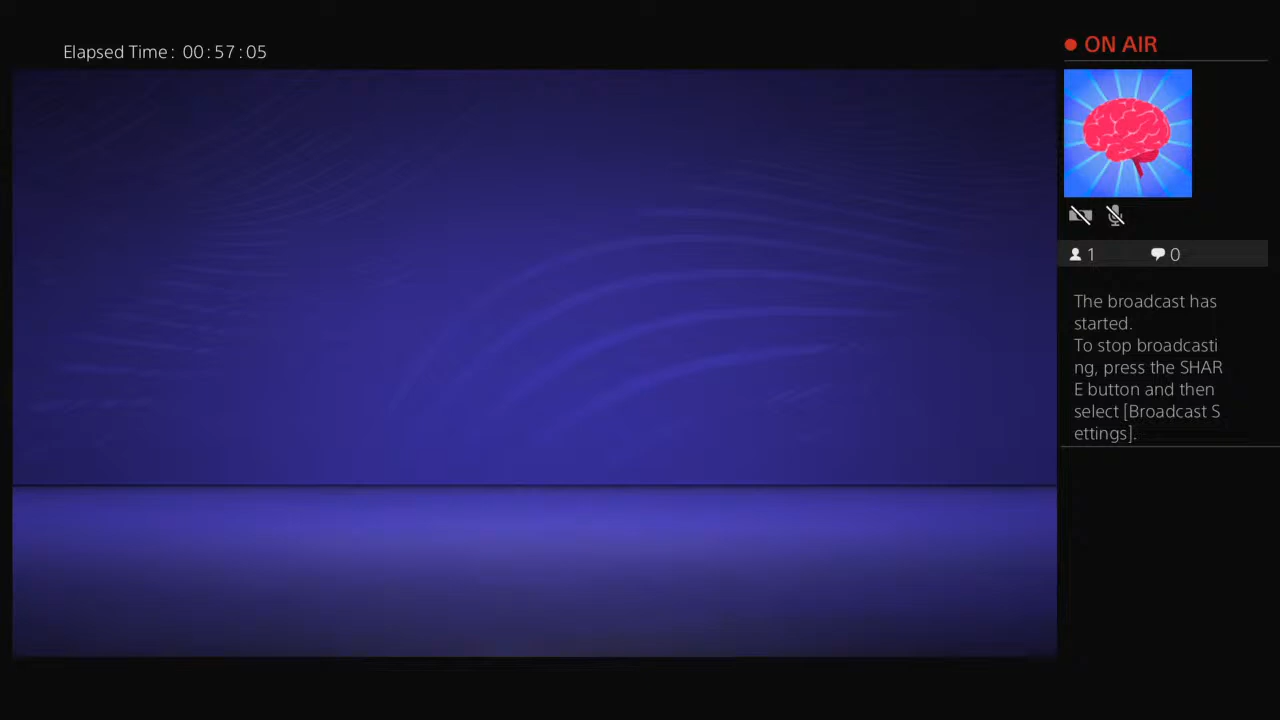 Elapsed Time: 00:57:05
ON AIR
1 0
The broadcast has
started.
To stop broadcasti
ng, press the SHAR
E button and then
select [Broadcast S
ettings].